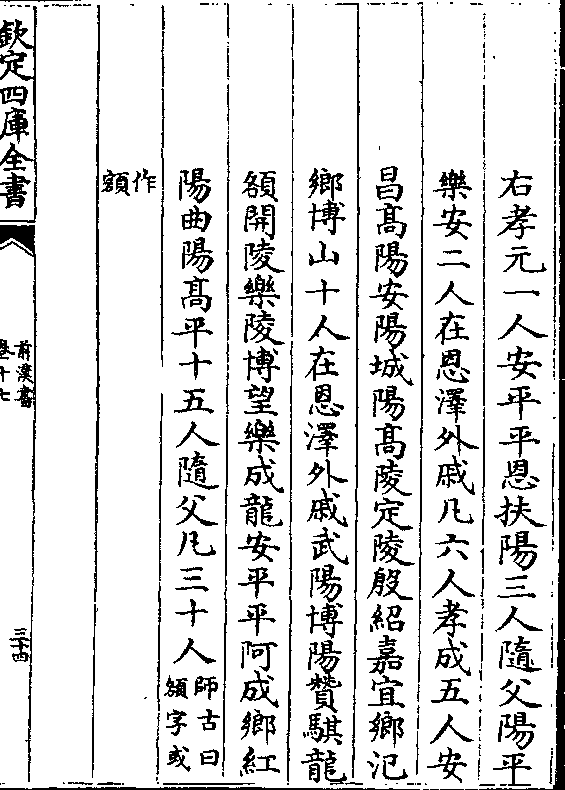 右孝元一人安平平恩扶陽三人隨父陽平
樂安二人在恩澤外戚凡六人孝成五人安
昌高陽安陽城陽高陵定陵殷紹嘉宜鄉汜
鄉博山十人在恩澤外戚武陽博陽贊騏龍
頟開陵樂陵博望樂成龍安平平阿成鄉紅
陽曲陽高平十五人隨父凡三十人師古曰
頟字或
作
額
欽定四庫全書
前漢書
卷十七
三十四